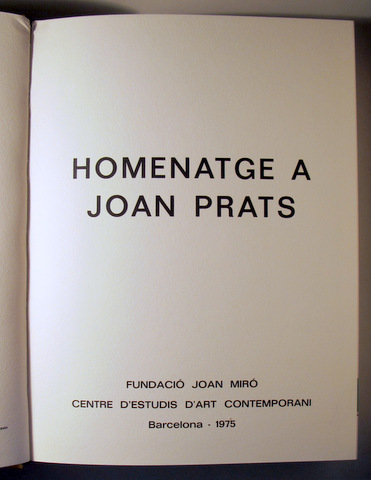 HOMENATGE A
JOAN PRATS
FUNDACIÓ JOAN MIRÓ
CENTRE D'ESTUDIS D'ART CONTEMPORANI
Barcelona · 1975